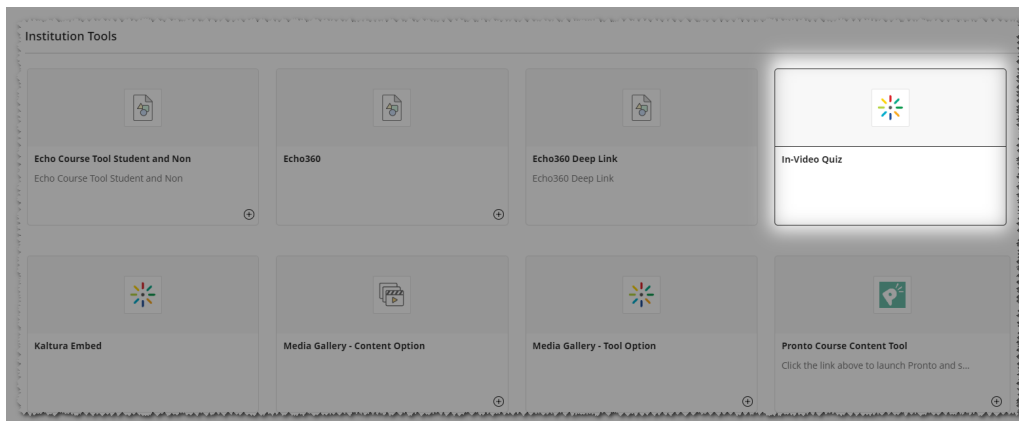 Institution Tools
Echo Course Tool Student and Non
Echo Course Tool Student and Non
Echo360
Echo360 Deep Link
Echo360 Deep Link
In-Video Quiz
Kaltura Embed
Media Gallery - Content Option
Media Gallery - Tool Option
Pronto Course Content Tool
Click the link above to launch Pronto and s...